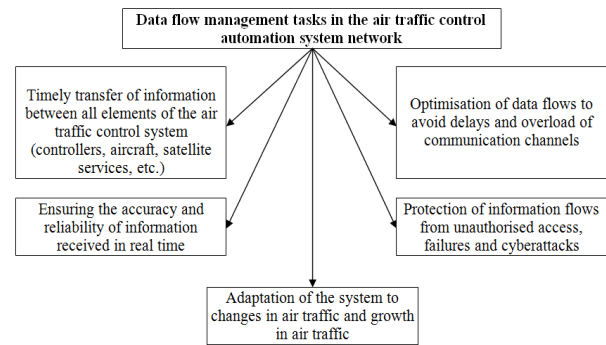 Data flow management tasks in the air traffic control
automation system network
Timely transfer of information
between all elements of the air
traffic control system
(controllers, aircraft, satellite
services, etc.)
Optimisation of data flows to
avoid delays and overload of
communication channels
Ensuring the accuracy and
reliability of information
received in real time
Protection of information flows
from unauthorised access,
failures and cyberattacks
Adaptation of the system to
changes in air traffic and growth
in air traffic